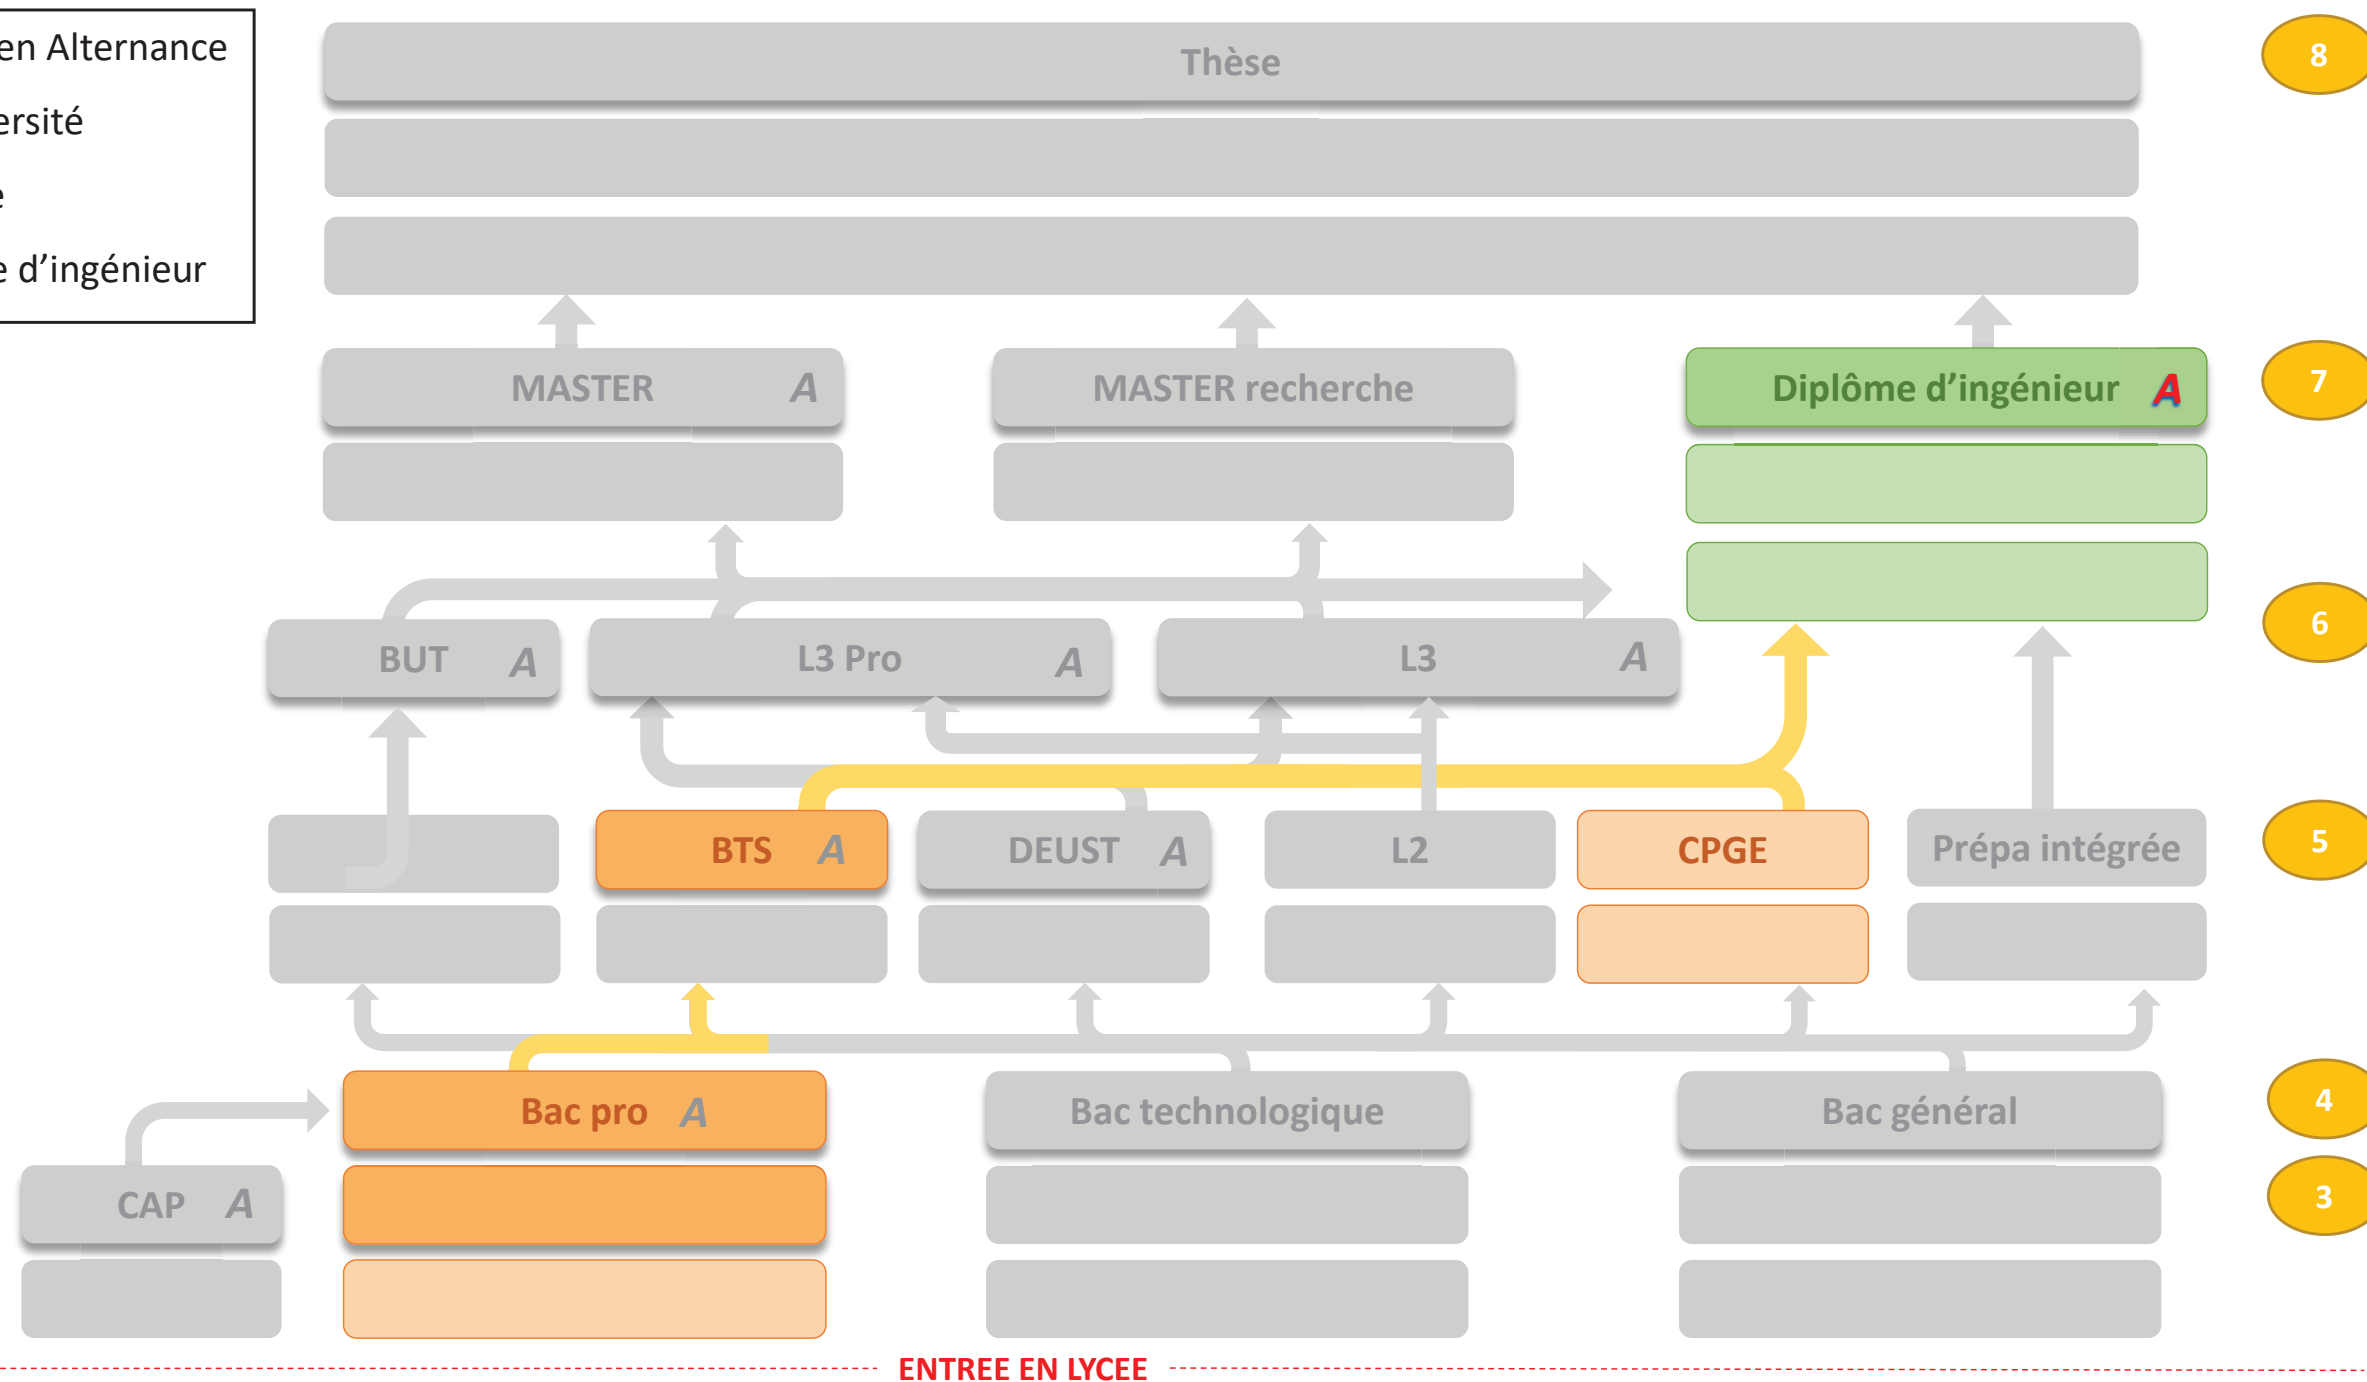 en Alternance
ersité
e
e d'ingénieur
Thèse
8
MASTER A
MASTER recherche
Diplôme d'ingénieur A
7
BUT A
L3 Pro A
L3 A
6
BTS A
DEUST A
L2
CPGE
Prépa intégrée
5
Bac pro A
Bac technologique
Bac général
4
CAP A
3
ENTREE EN LYCEE